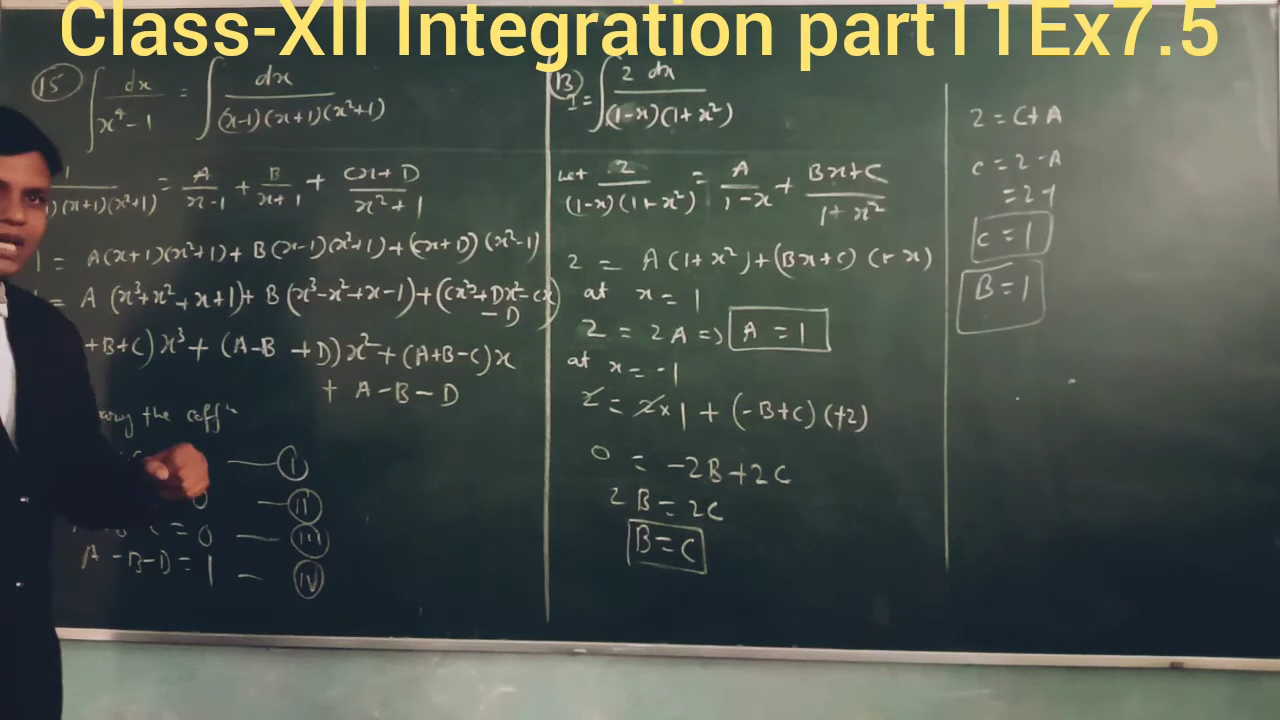 Class-XII Integration part11Ex7.5
15 ∫ dx / x⁴ - 1 = ∫ dx / (x-1)(x+1)(x²+1)
1 / )(x+1)(x²+1) = A / x-1 + B / x+1 + Cx+D / x²+1
1 = A(x+1)(x²+1) + B(x-1)(x²+1) + (Cx+D)(x²-1)
= A (x³+x²+x+1) + B (x³-x²+x-1) + (Cx³+Dx²-Cx
- D)
+B+C)x³ + (A-B+D)x² + (A+B-C)x
+ A-B-D
the coeffn
— I
0 — II
= 0 — III
A-B-D = 1 — IV
13 I = ∫ 2 dx / (1-x)(1+x²)
Let 2 / (1-x)(1+x²) = A / 1-x + Bx+C / 1+x²
2 = A(1+x²) + (Bx+C) (1-x)
at x = 1
2 = 2A => A = 1
at x = -1
2 = 2×1 + (-B+C)(+2)
0 = -2B+2C
2B = 2C
B = C
2 = C+A
C = 2-A
= 2-1
C = 1
B = 1